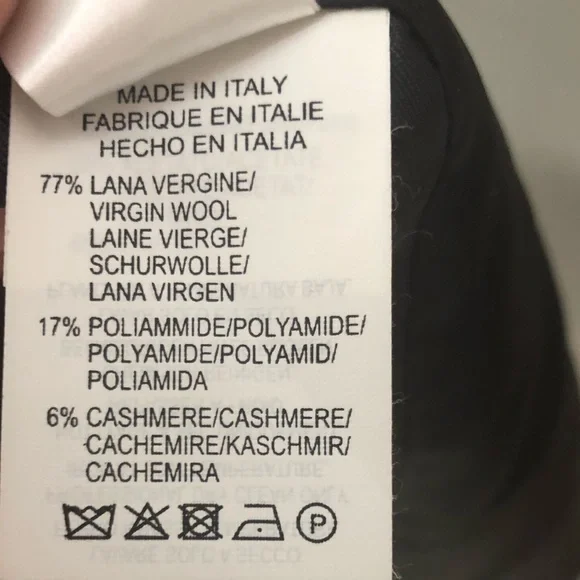 MADE IN ITALY
FABRIQUE EN ITALIE
HECHO EN ITALIA
77% LANA VERGINE/
VIRGIN WOOL
LAINE VIERGE/
SCHURWOLLE/
LANA VIRGEN
17% POLIAMMIDE/POLYAMIDE/
POLYAMIDE/POLYAMID/
POLIAMIDA
6% CASHMERE/CASHMERE/
CACHEMIRE/KASCHMIR/
CACHEMIRA
P